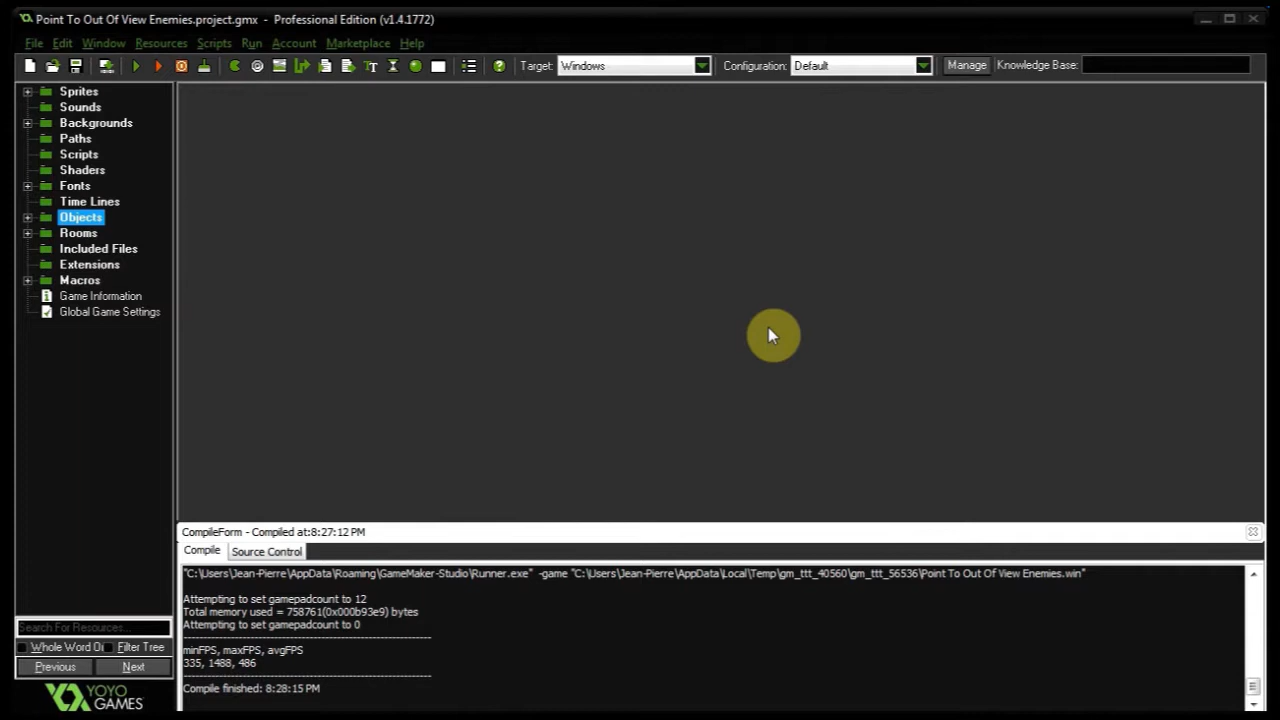 Point To Out Of View Enemies.project.gmx - Professional Edition (v1.4.1772)
File Edit Window Resources Scripts Run Account Marketplace Help
Target: Windows Configuration: Default Manage Knowledge Base:
Sprites
Sounds
Backgrounds
Paths
Scripts
Shaders
Fonts
Time Lines
Objects
Rooms
Included Files
Extensions
Macros
Game Information
Global Game Settings
CompileForm - Compiled at:8:27:12 PM
Compile Source Control
"C:\Users\Jean-Pierre\AppData\Roaming\GameMaker-Studio\Runner.exe" -game "C:\Users\Jean-Pierre\AppData\Local\Temp\gm_ttt_40560\gm_ttt_56536\Point To Out Of View Enemies.win"
Attempting to set gamepadcount to 12
Total memory used = 758761(0x000b93e9) bytes
Attempting to set gamepadcount to 0
minFPS, maxFPS, avgFPS
335, 1488, 486
Compile finished: 8:28:15 PM
Search For Resources...
Whole Word Or Filter Tree
Previous Next
YOYO
GAMES